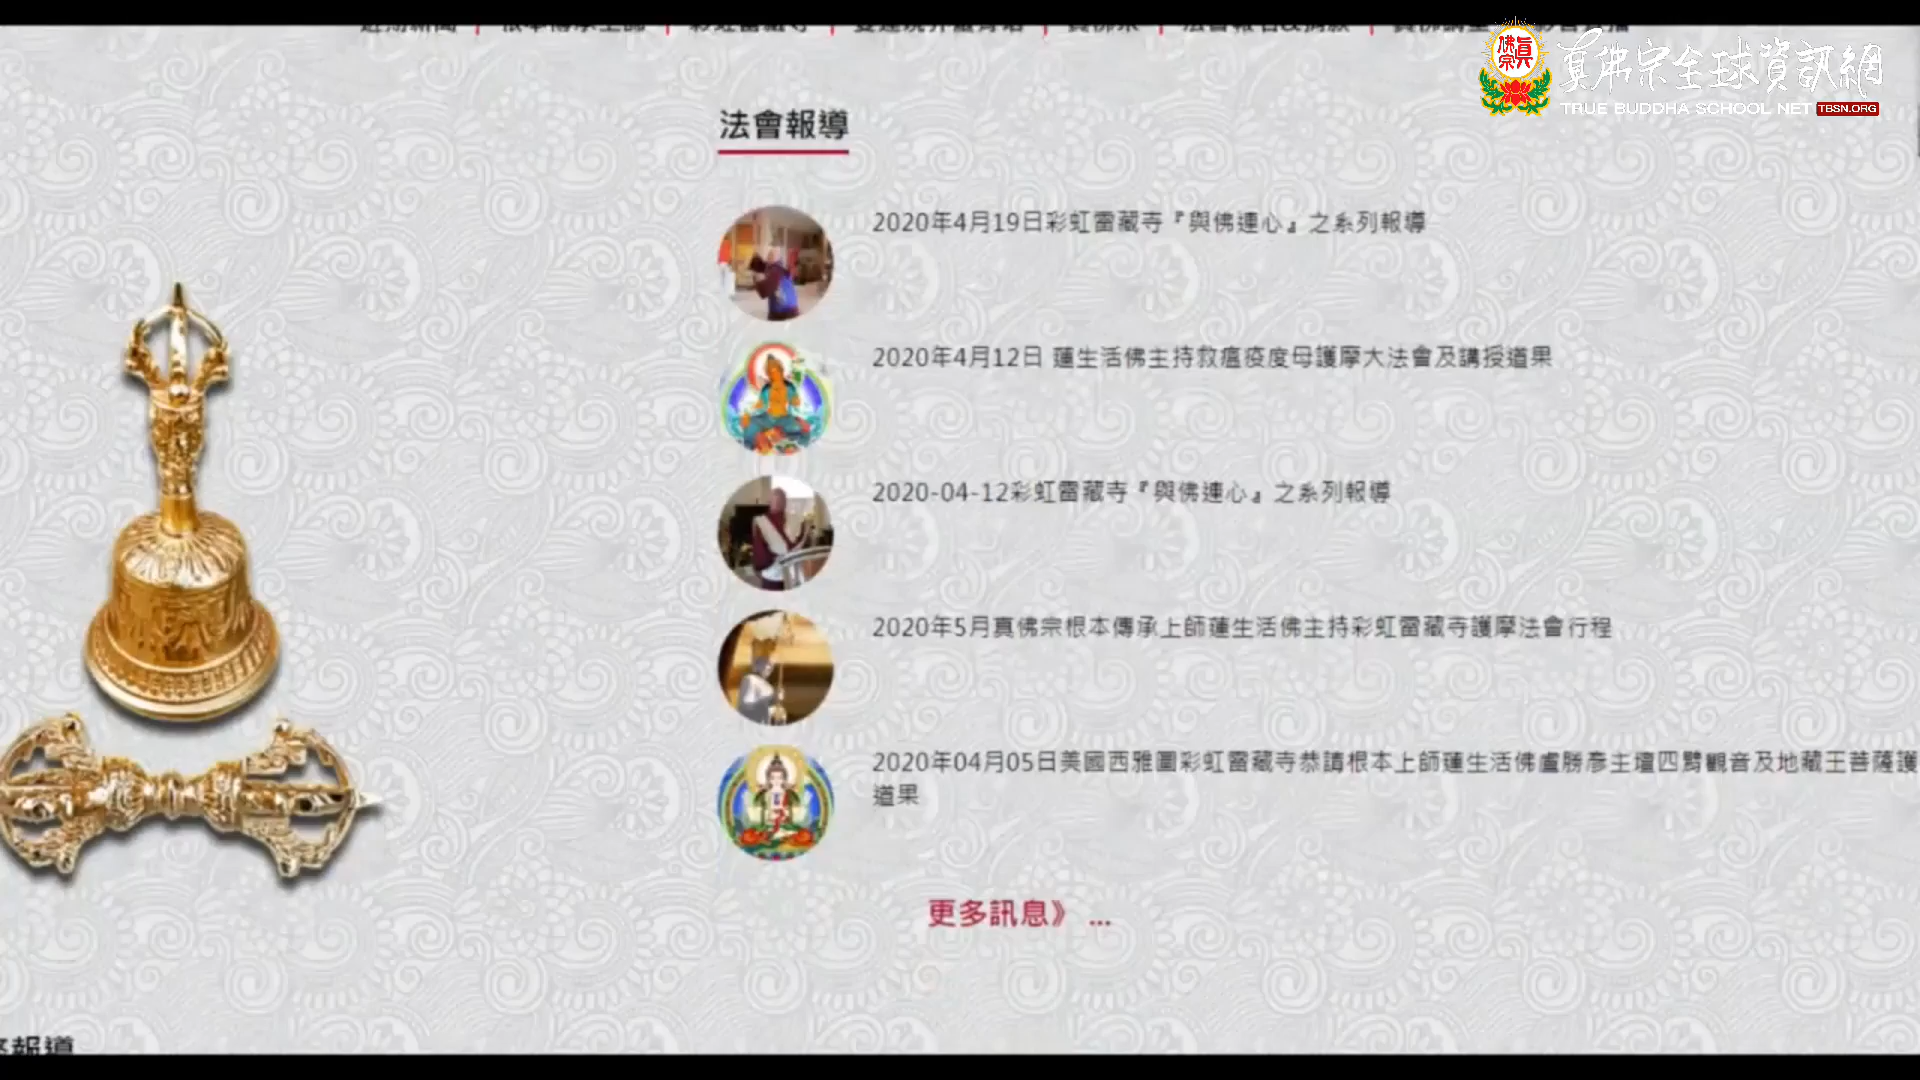 真佛宗全球資訊網
TRUE BUDDHA SCHOOL NET TBSN.ORG
真佛宗
法會報導
2020年4月19日彩虹雷藏寺『與佛連心』之系列報導
2020年4月12日 蓮生活佛主持救瘟疫度母護摩大法會及講授道果
2020-04-12彩虹雷藏寺『與佛連心』之系列報導
2020年5月真佛宗根本傳承上師蓮生活佛主持彩虹雷藏寺護摩法會行程
2020年04月05日美國西雅圖彩虹雷藏寺恭請根本上師蓮生活佛盧勝彥主壇四臂觀音及地藏王菩薩護
道果
更多訊息》 ...
報導